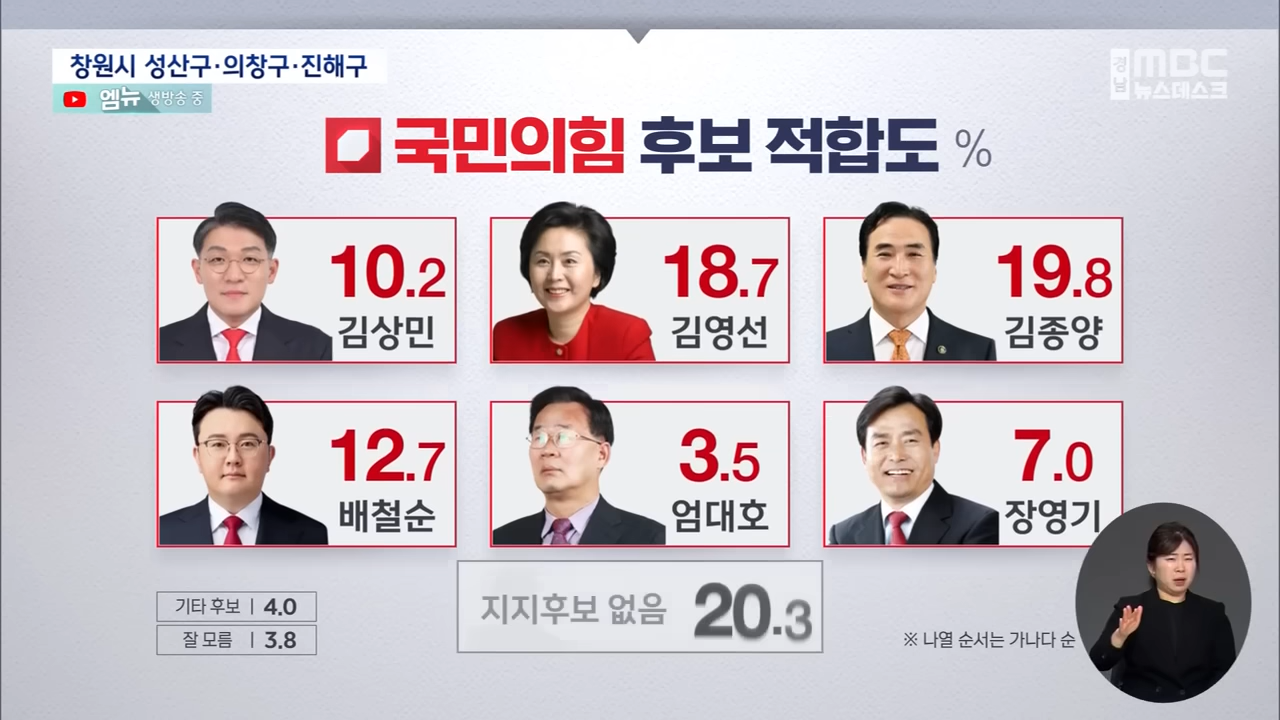 창원시 성산구·의창구·진해구
엠뉴 생방송 중
경남 MBC
뉴스데스크
국민의힘 후보 적합도 %
10.2
김상민
18.7
김영선
19.8
김종양
12.7
배철순
3.5
엄대호
7.0
장영기
기타 후보 | 4.0
잘 모름 | 3.8
지지후보 없음 20.3
※ 나열 순서는 가나다 순